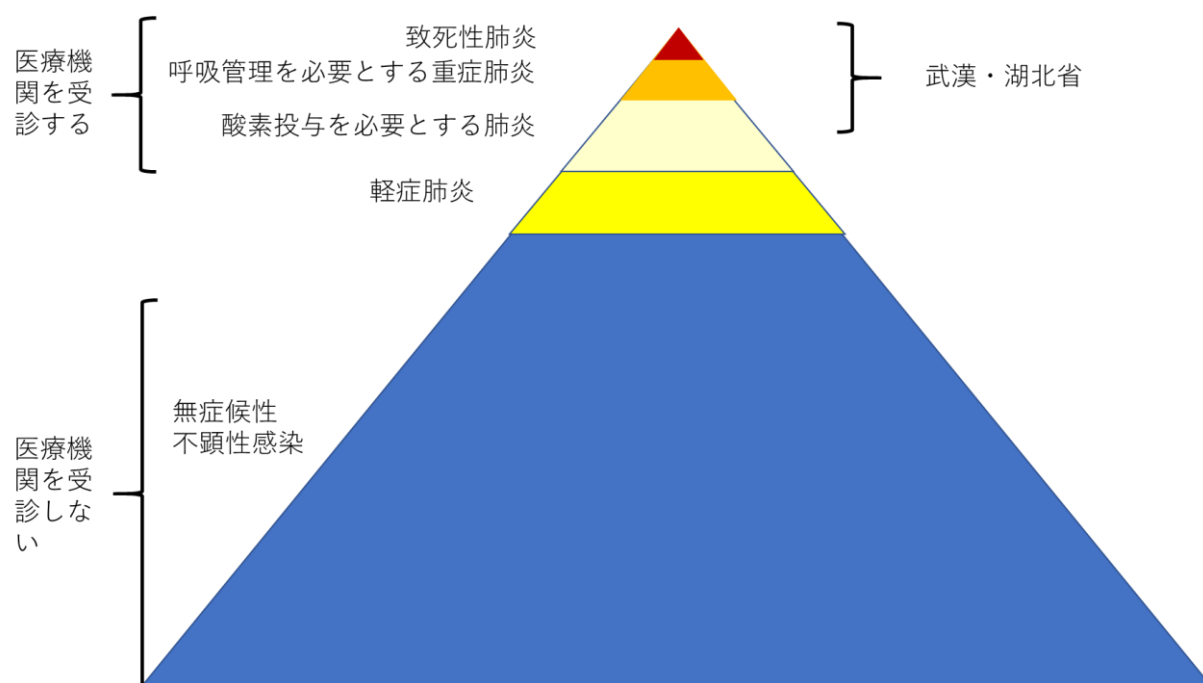 致死性肺炎
医療機
関を受
診する
呼吸管理を必要とする重症肺炎
武漢・湖北省
酸素投与を必要とする肺炎
軽症肺炎
無症候性
不顕性感染
医療機
関を受
診しな
い